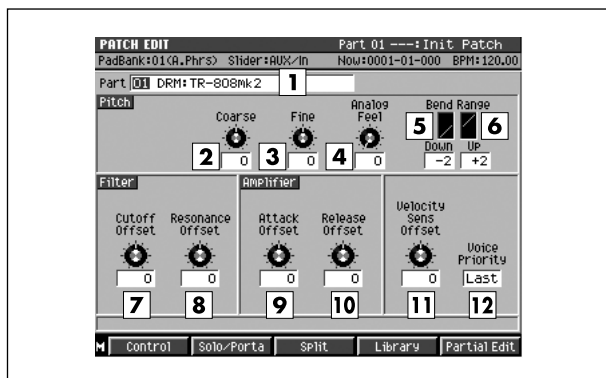 PATCH EDIT Part 01 ---:Init Patch
PadBank:01(A.Phrs) Slider:AUX/In Now:0001-01-000 BPM:120.00
Part 01 DRM:TR-808mk2 1
Pitch
Coarse Fine Analog Feel Bend Range
5 6
Down Up
2 0 3 0 4 0 -2 +2
Filter Amplifier
Cutoff Offset Resonance Offset Attack Offset Release Offset Velocity Sens Offset Voice Priority
0 0 0 0 0 Last
7 8 9 10 11 12
M Control Solo/Porta Split Library Partial Edit